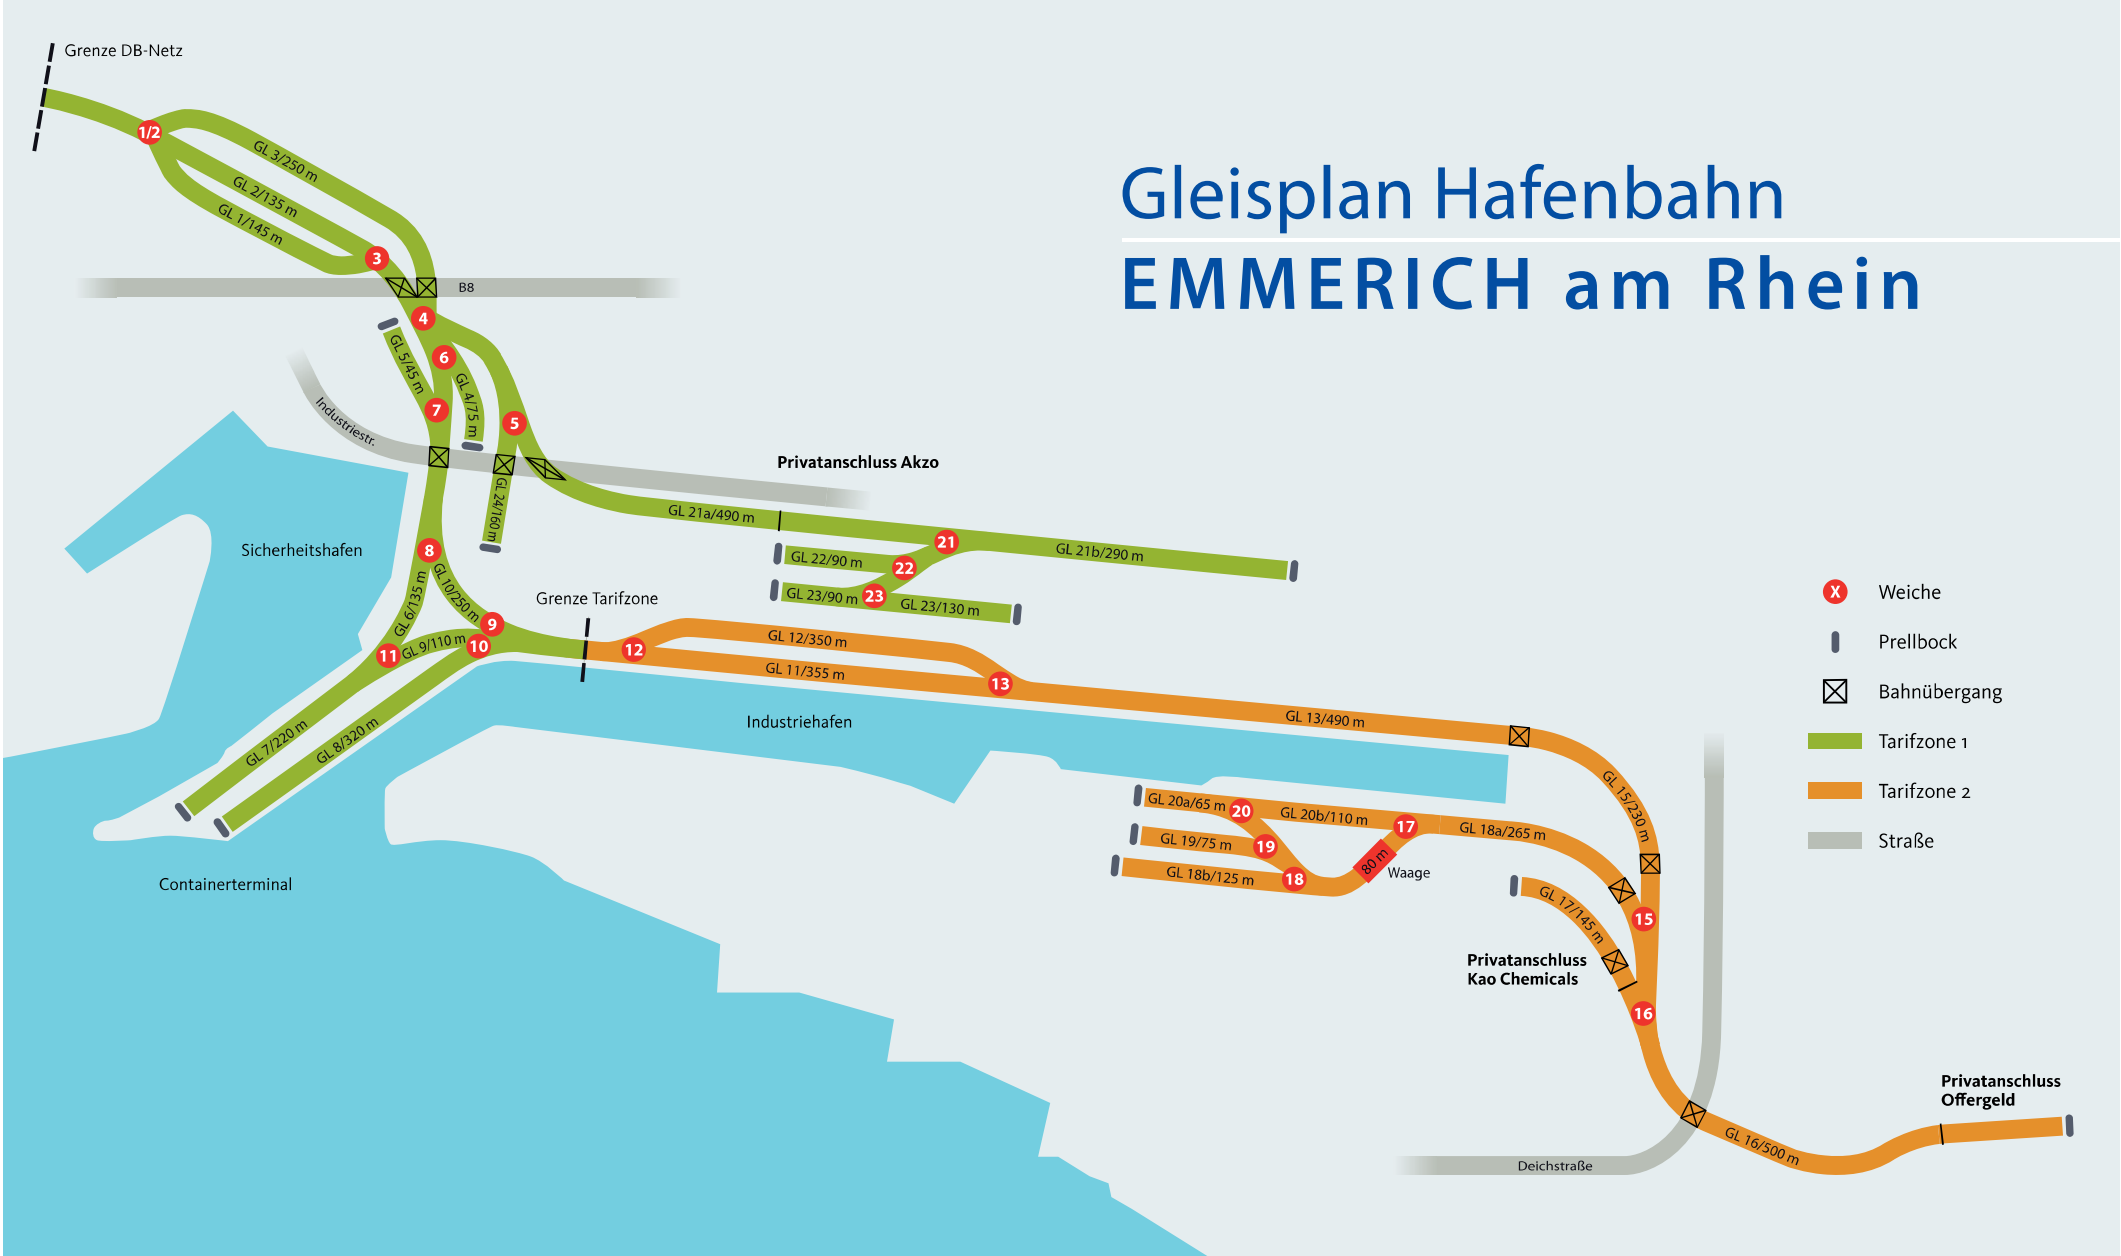 Grenze DB-Netz
1/2
GL 3/250 m
GL 2/135 m
GL 1/145 m
3
B8
4
GL 5/45 m
6
GL 4/75 m
7
5
Industriestr.
GL 24/160 m
Gleisplan Hafenbahn
EMMERICH am Rhein
Privatanschluss Akzo
GL 21a/490 m
21
GL 21b/290 m
GL 22/90 m
22
GL 23/90 m
23
GL 23/130 m
Sicherheitshafen
8
GL 10/250 m
GL 6/135 m
9
GL 9/110 m
10
11
Grenze Tarifzone
12
GL 12/350 m
GL 11/355 m
13
GL 13/490 m
Industriehafen
GL 7/220 m
GL 8/320 m
Containerterminal
GL 15/230 m
GL 20a/65 m
20
GL 20b/110 m
17
GL 18a/265 m
GL 19/75 m
19
80 m
Waage
GL 18b/125 m
18
GL 17/145 m
15
Privatanschluss
Kao Chemicals
16
Privatanschluss
Offergeld
GL 16/500 m
Deichstraße
X
Weiche
Prellbock
Bahnübergang
Tarifzone 1
Tarifzone 2
Straße